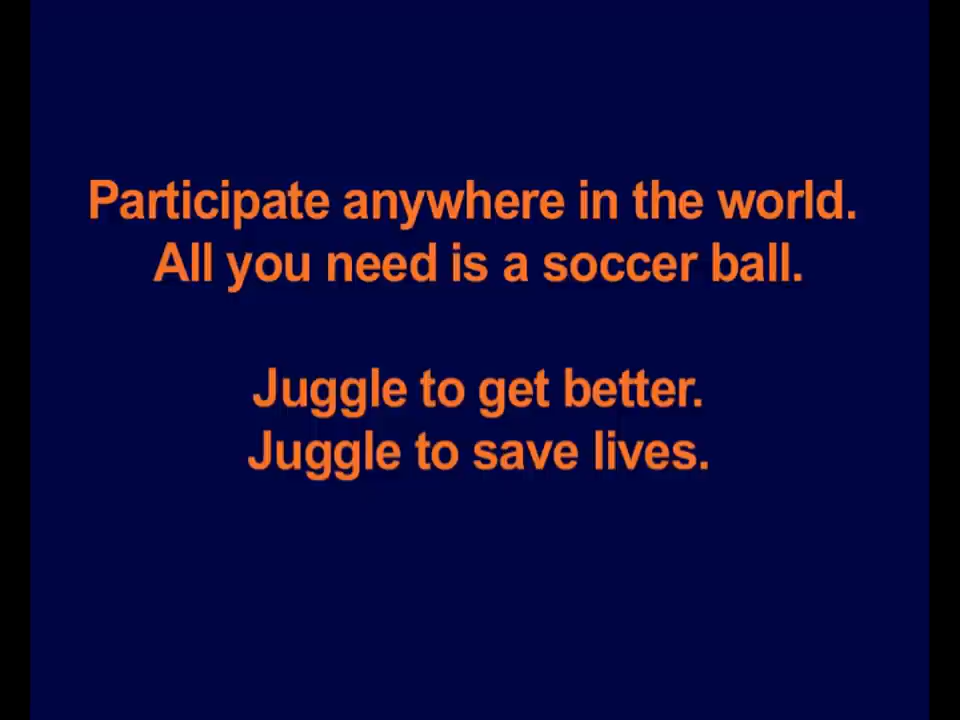 Participate anywhere in the world.
All you need is a soccer ball.
Juggle to get better.
Juggle to save lives.